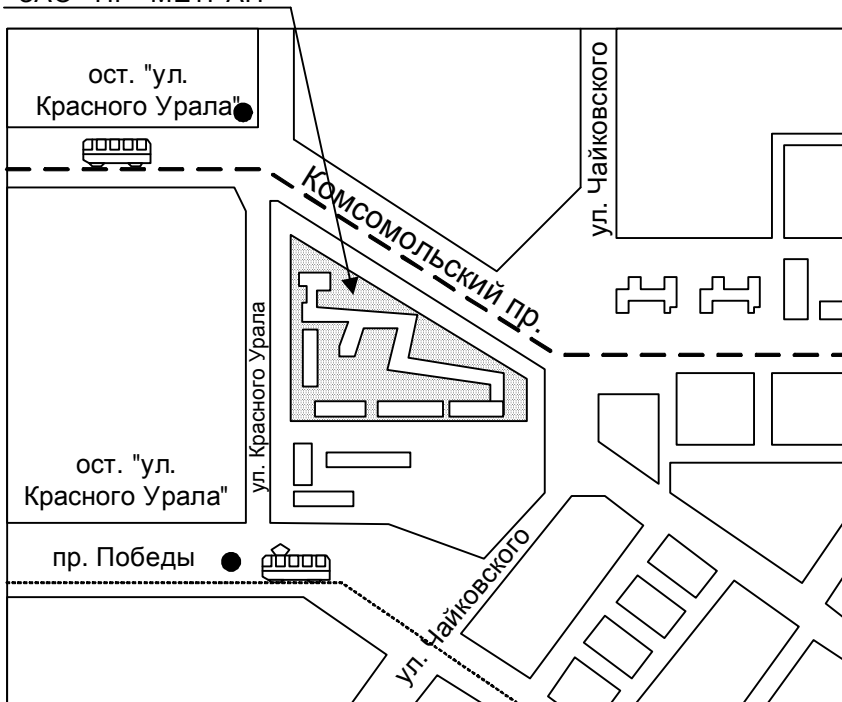 ост. "ул.
Красного Урала"
ул. Чайковского
Комсомольский пр.
ул. Красного Урала
ост. "ул.
Красного Урала"
пр. Победы
ул. Чайковского